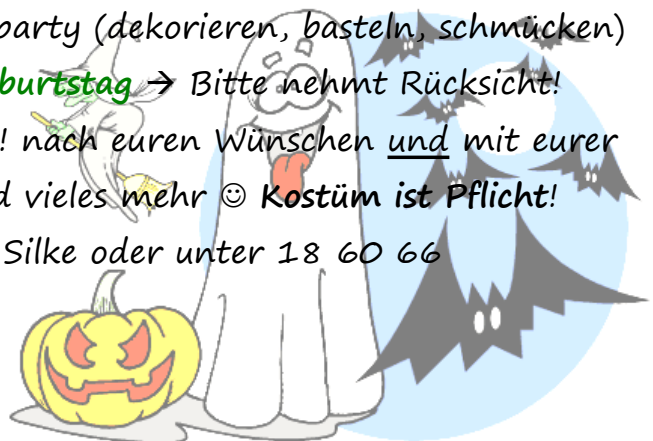 party (dekorieren, basteln, schmücken)
burtstag → Bitte nehmt Rücksicht!
! nach euren Wünschen und mit eurer
d vieles mehr ☺ Kostüm ist Pflicht!
Silke oder unter 18 60 66